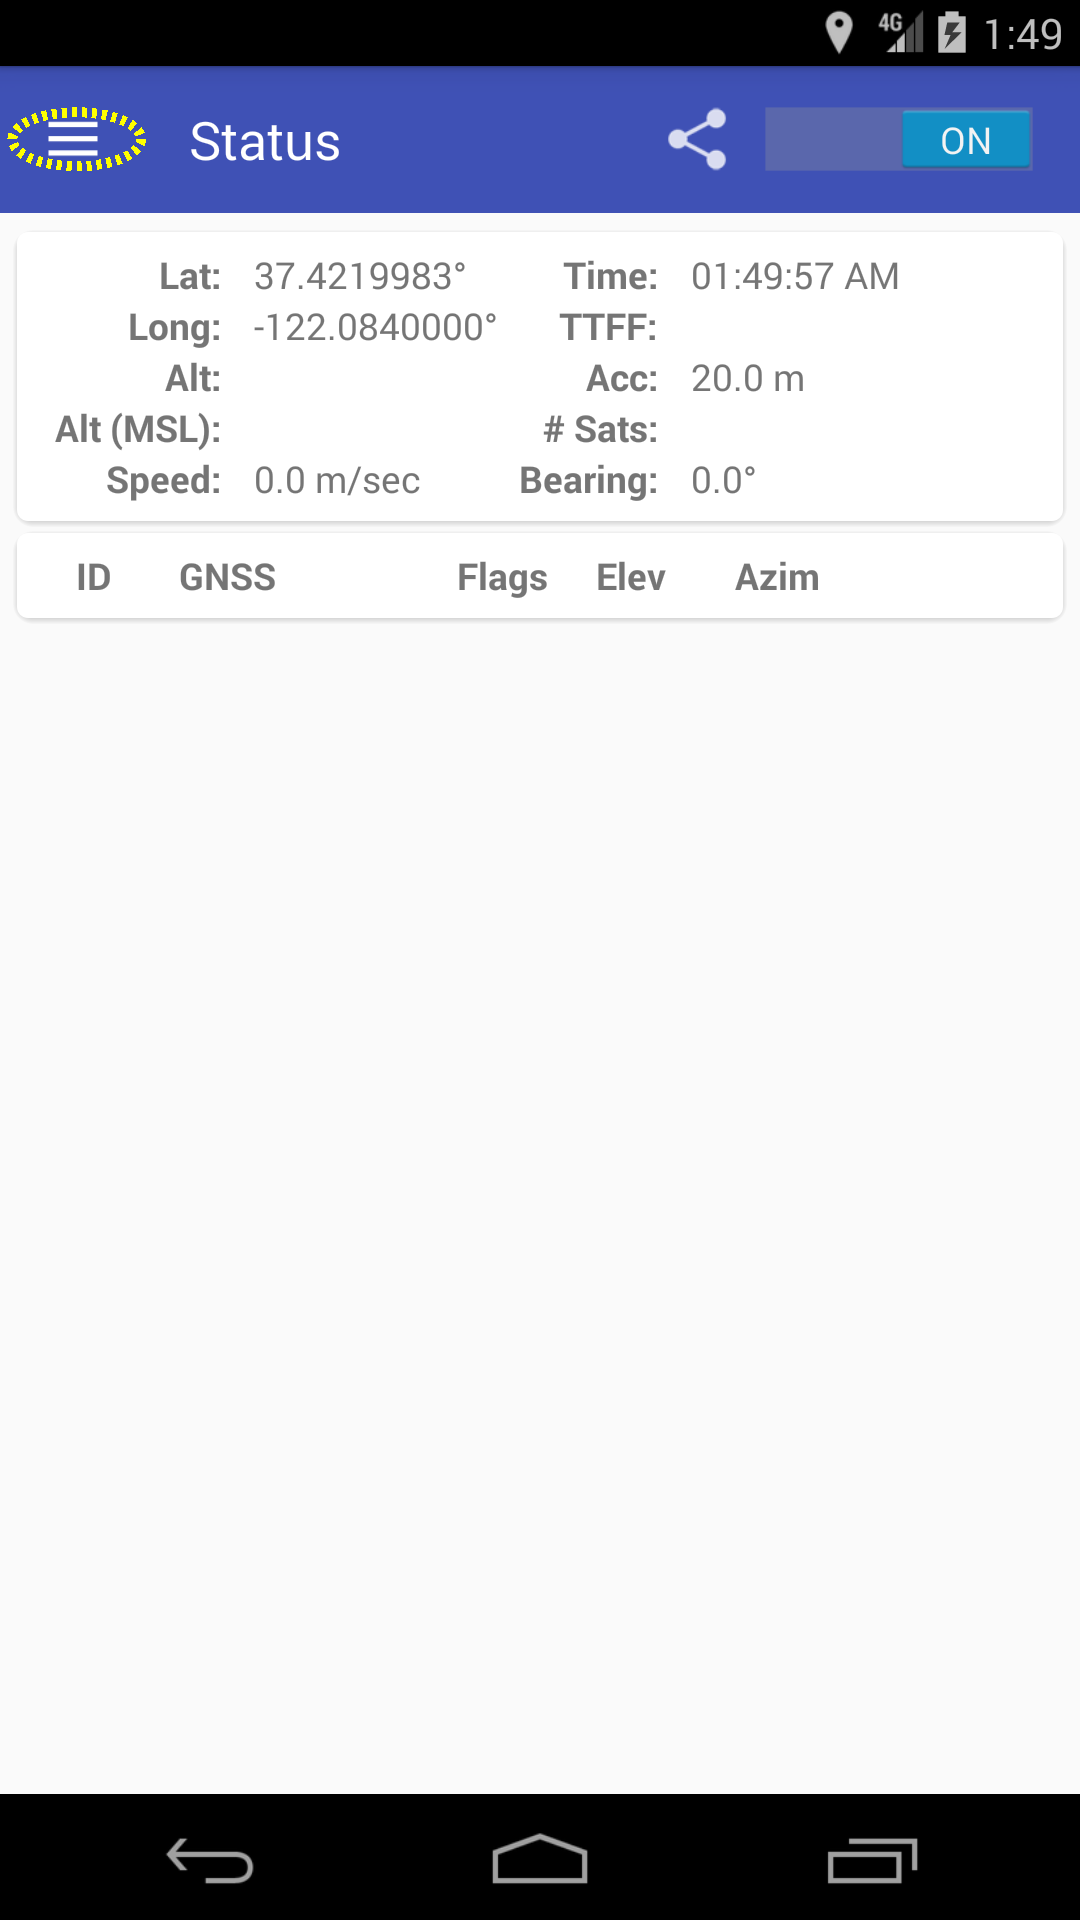 4G 1:49
Status ON
Lat: 37.4219983° Time: 01:49:57 AM
Long: -122.0840000° TTFF:
Alt: Acc: 20.0 m
Alt (MSL): # Sats:
Speed: 0.0 m/sec Bearing: 0.0°
ID GNSS Flags Elev Azim